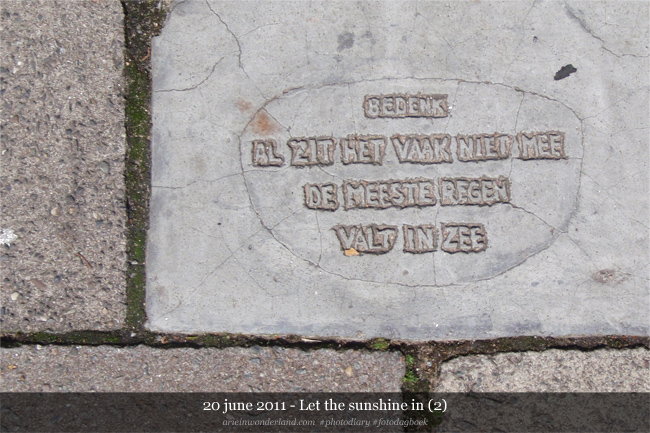 BEDENK
AL ZIT HET VAAK NIET MEE
DE MEESTE REGEN
VALT IN ZEE
20 june 2011 - Let the sunshine in (2)
arieinwonderland.com #photodiary #fotodagboek